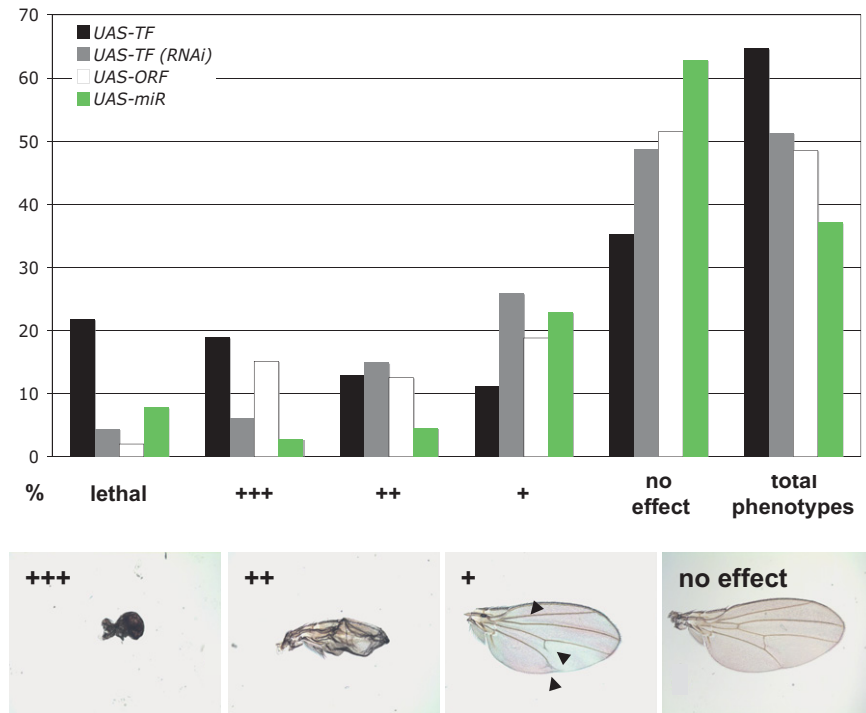 70
60
50
40
30
20
10
0
UAS-TF
UAS-TF (RNAi)
UAS-ORF
UAS-miR
% lethal +++ ++ + no effect total phenotypes
+++ ++ + no effect